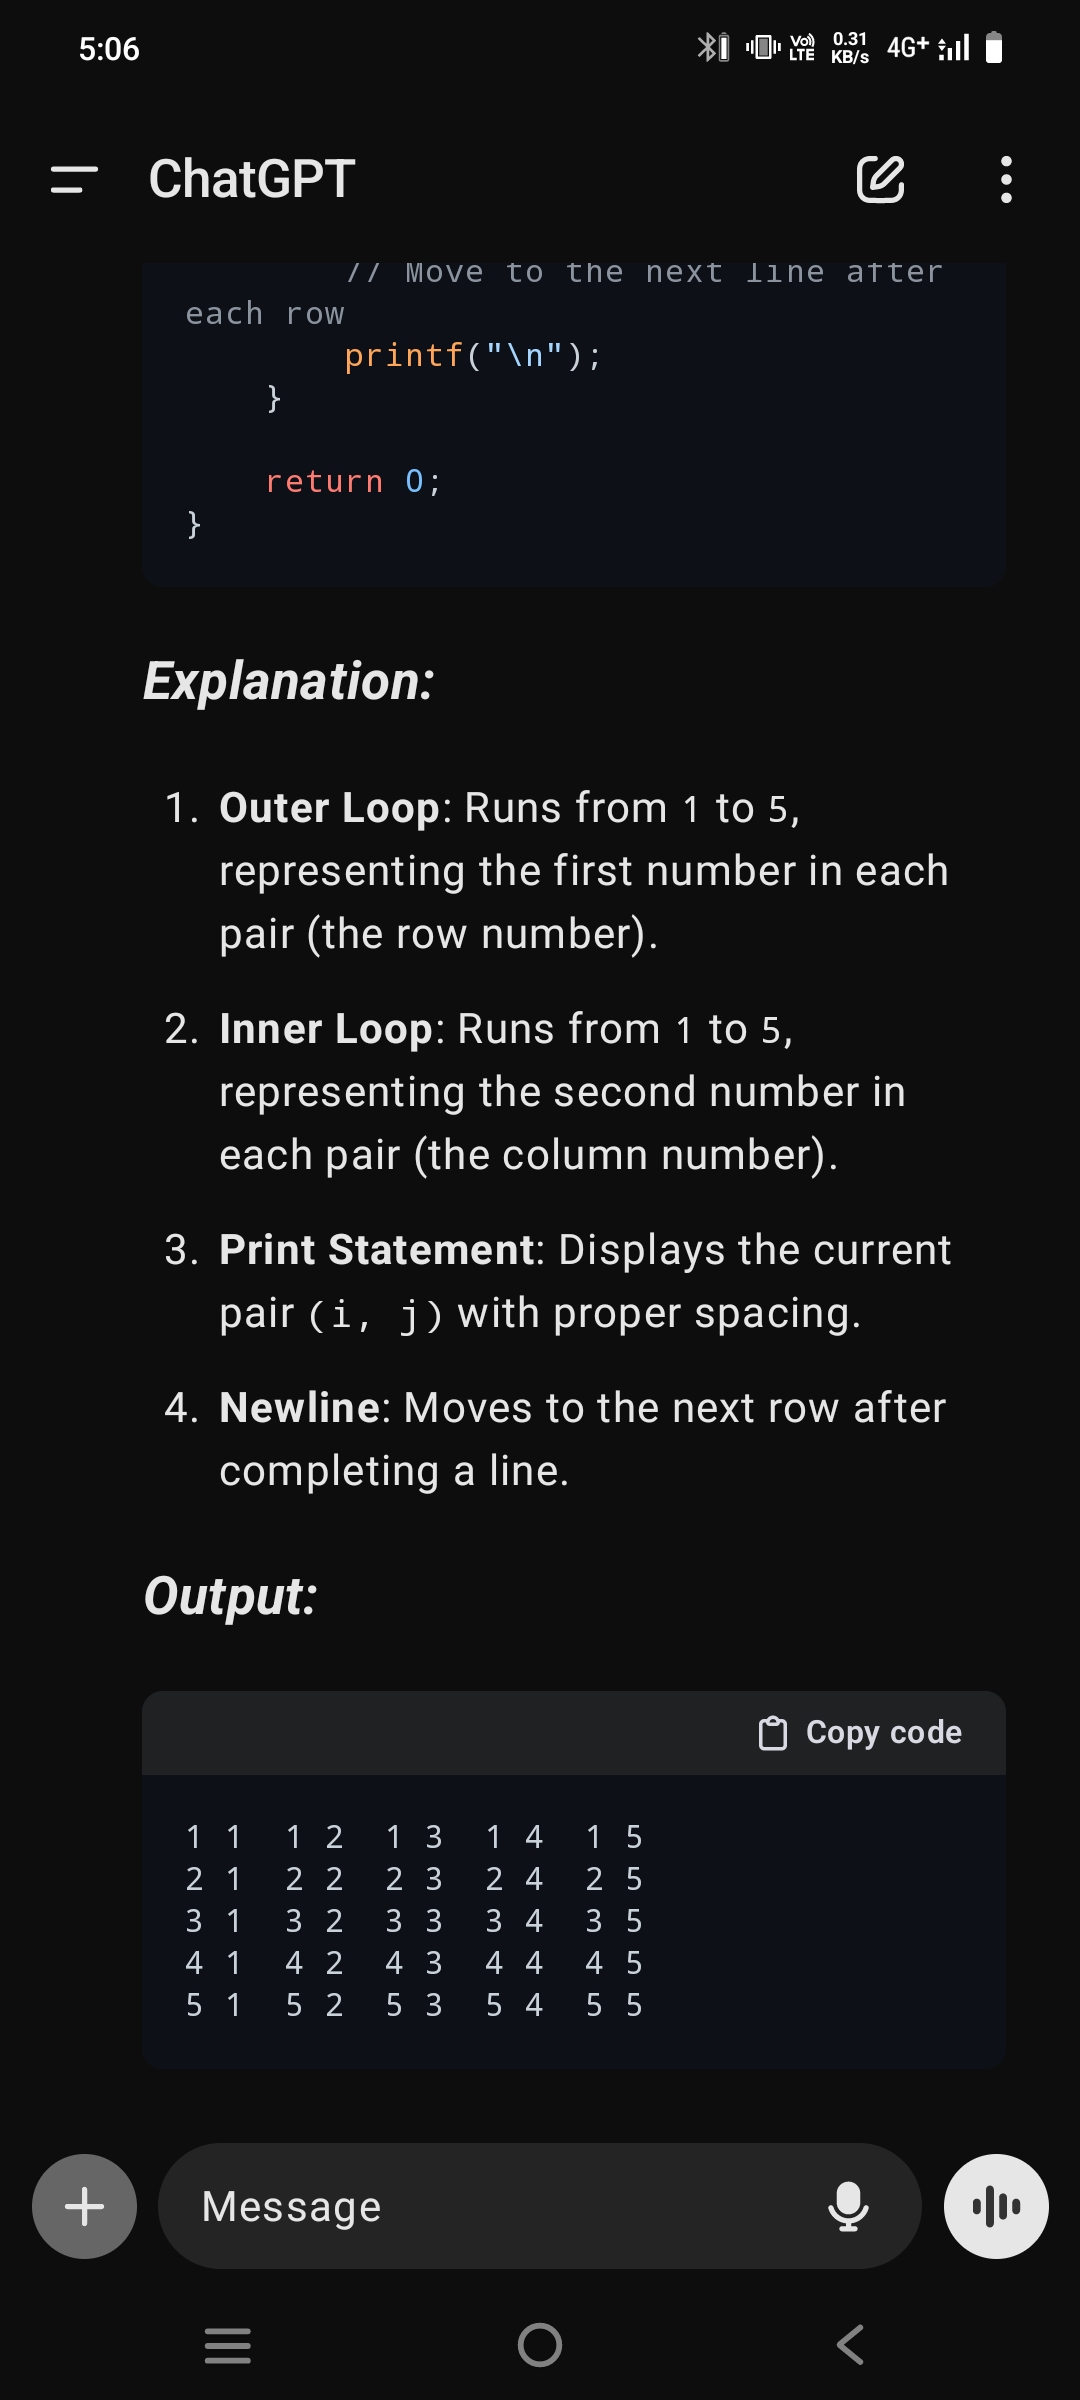 5:06
Vo))
LTE
0.31
KB/s
4G+
ChatGPT
// Move to the next line after
each row
printf("\n");
}
return 0;
}
Explanation:
1. Outer Loop: Runs from 1 to 5,
representing the first number in each
pair (the row number).
2. Inner Loop: Runs from 1 to 5,
representing the second number in
each pair (the column number).
3. Print Statement: Displays the current
pair (i, j) with proper spacing.
4. Newline: Moves to the next row after
completing a line.
Output:
Copy code
1 1  1 2  1 3  1 4  1 5
2 1  2 2  2 3  2 4  2 5
3 1  3 2  3 3  3 4  3 5
4 1  4 2  4 3  4 4  4 5
5 1  5 2  5 3  5 4  5 5
Message